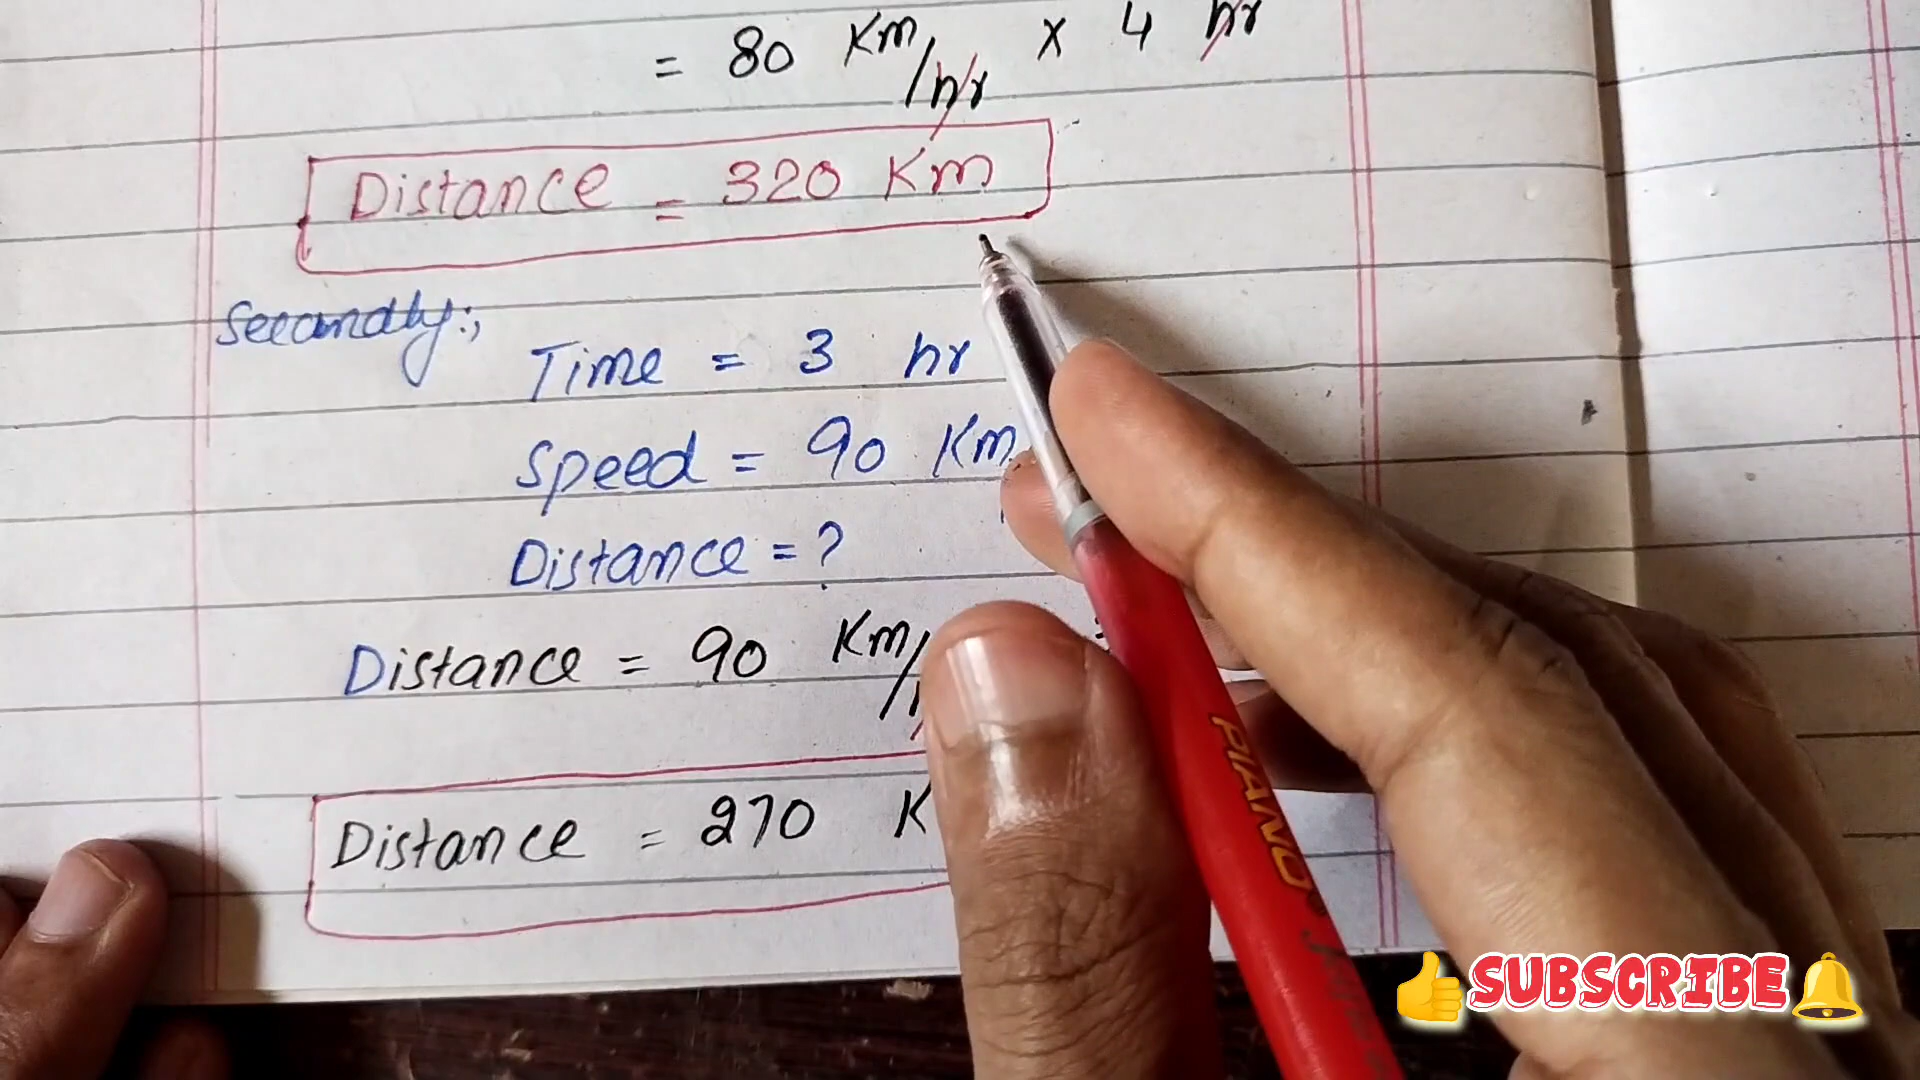 = 80 Km/hr x 4 hr
Distance = 320 Km
Secandly:,
Time = 3 hr
Speed = 90 Km
Distance = ?
Distance = 90 Km/
Distance = 270 K
PIANO
SUBSCRIBE